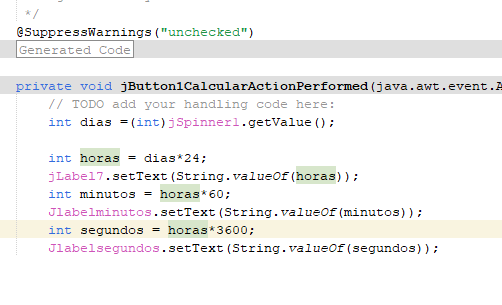 */
@SuppressWarnings("unchecked")
Generated Code
private void jButton1CalcularActionPerformed(java.awt.event.A
// TODO add your handling code here:
int dias =(int)jSpinner1.getValue();
int horas = dias*24;
jLabel7.setText(String.valueOf(horas));
int minutos = horas*60;
Jlabelminutos.setText(String.valueOf(minutos));
int segundos = horas*3600;
Jlabelsegundos.setText(String.valueOf(segundos));